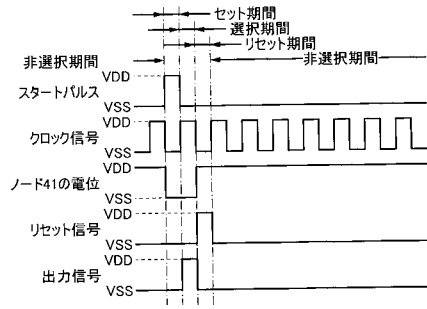 セット期間
選択期間
リセット期間
非選択期間
非選択期間
VDD
スタートパルス
VSS
VDD
クロック信号
VSS
VDD
ノード41の電位
VSS
VDD
リセット信号
VSS
VDD
出力信号
VSS